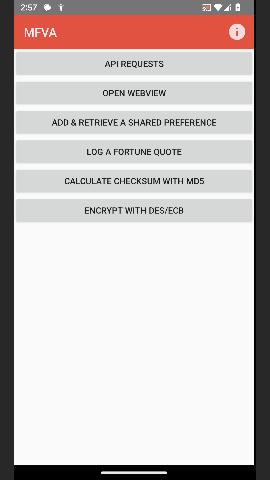 2:57
MFVA
API REQUESTS
OPEN WEBVIEW
ADD & RETRIEVE A SHARED PREFERENCE
LOG A FORTUNE QUOTE
CALCULATE CHECKSUM WITH MD5
ENCRYPT WITH DES/ECB